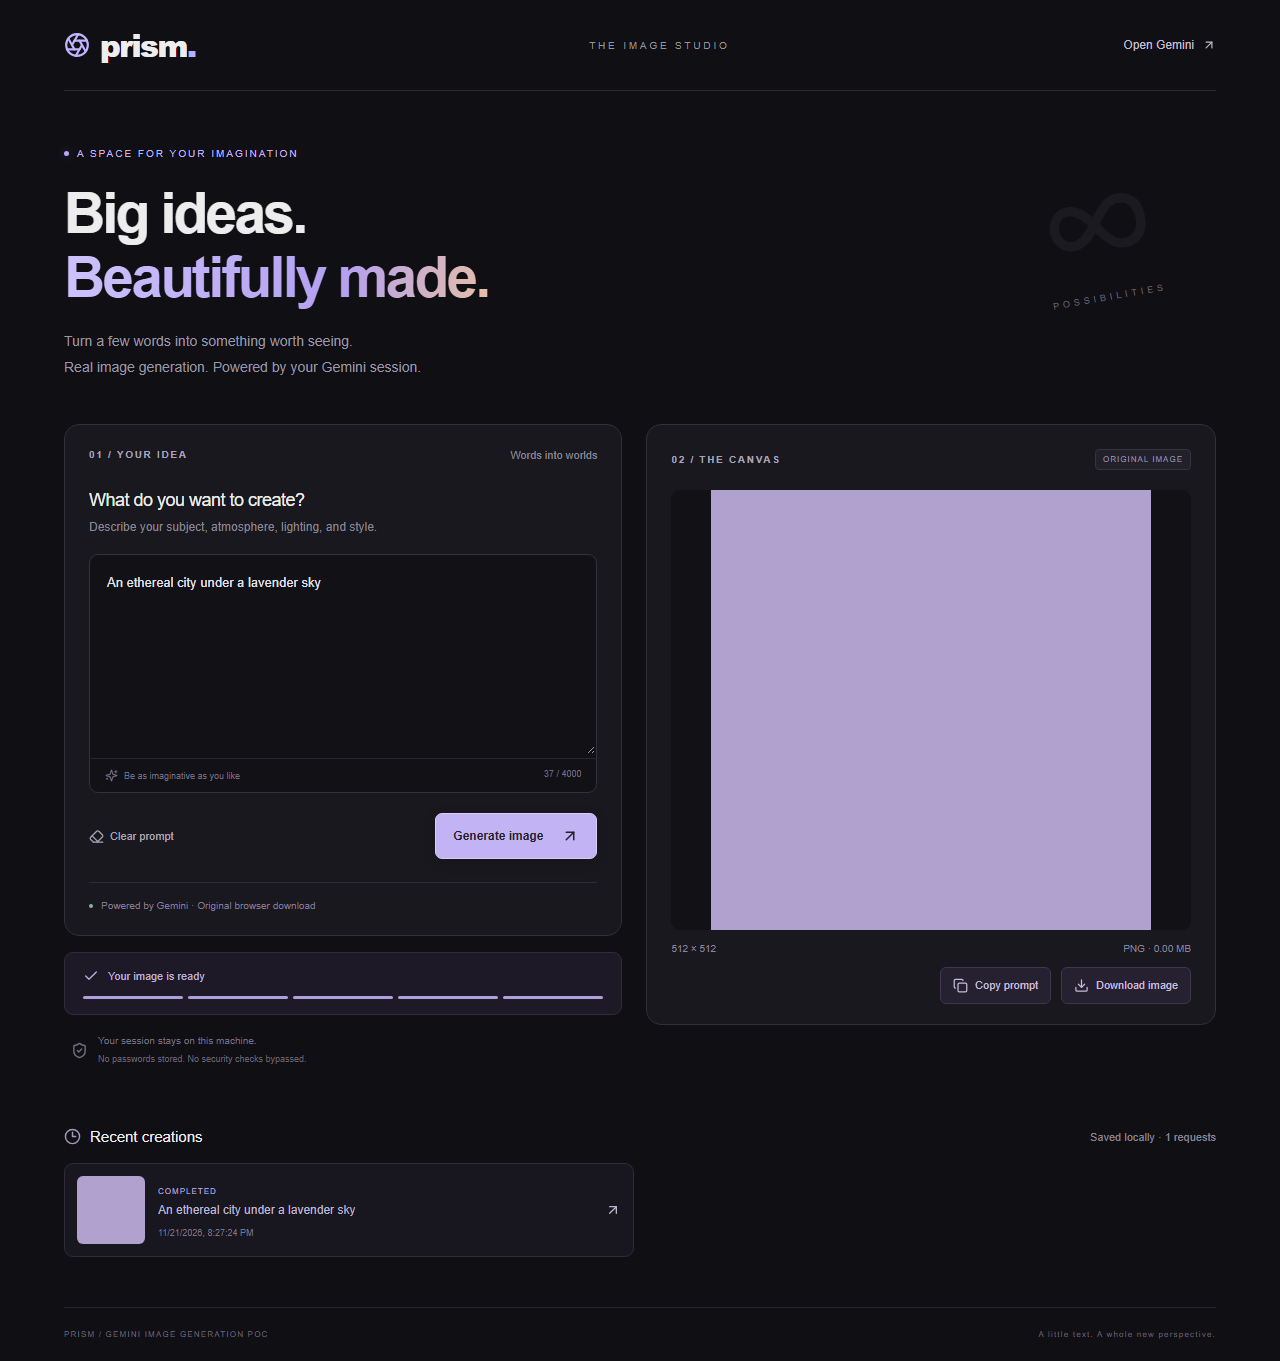 prism.
THE IMAGE STUDIO
Open Gemini
A SPACE FOR YOUR IMAGINATION
Big ideas.
Beautifully made.
Turn a few words into something worth seeing.
Real image generation. Powered by your Gemini session.
POSSIBILITIES
01 / YOUR IDEA
Words into worlds
What do you want to create?
Describe your subject, atmosphere, lighting, and style.
An ethereal city under a lavender sky
Be as imaginative as you like
37 / 4000
Clear prompt
Generate image
Powered by Gemini · Original browser download
Your image is ready
Your session stays on this machine.
No passwords stored. No security checks bypassed.
02 / THE CANVAS
ORIGINAL IMAGE
512 × 512
PNG · 0.00 MB
Copy prompt
Download image
Recent creations
Saved locally · 1 requests
COMPLETED
An ethereal city under a lavender sky
11/21/2026, 8:27:24 PM
PRISM / GEMINI IMAGE GENERATION POC
A little text. A whole new perspective.